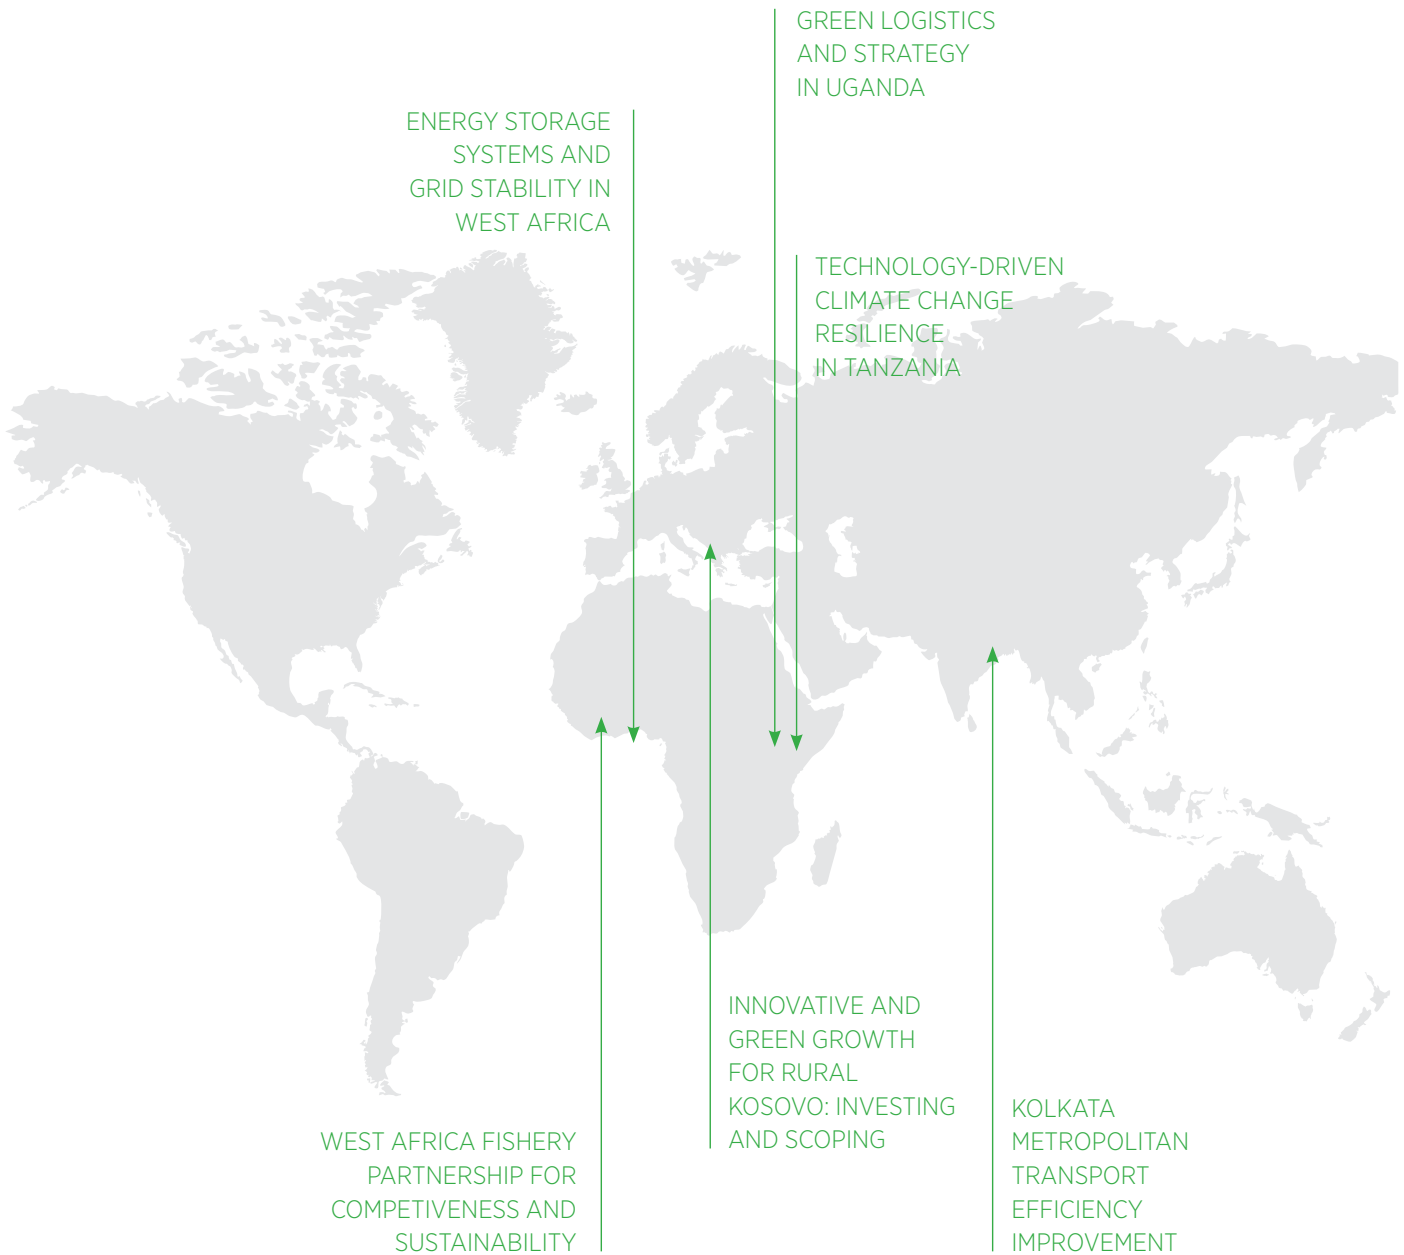 GREEN LOGISTICS
AND STRATEGY
IN UGANDA
ENERGY STORAGE
SYSTEMS AND
GRID STABILITY IN
WEST AFRICA
TECHNOLOGY-DRIVEN
CLIMATE CHANGE
RESILIENCE
IN TANZANIA
INNOVATIVE AND
GREEN GROWTH
FOR RURAL
KOSOVO: INVESTING
AND SCOPING
WEST AFRICA FISHERY
PARTNERSHIP FOR
COMPETIVENESS AND
SUSTAINABILITY
KOLKATA
METROPOLITAN
TRANSPORT
EFFICIENCY
IMPROVEMENT